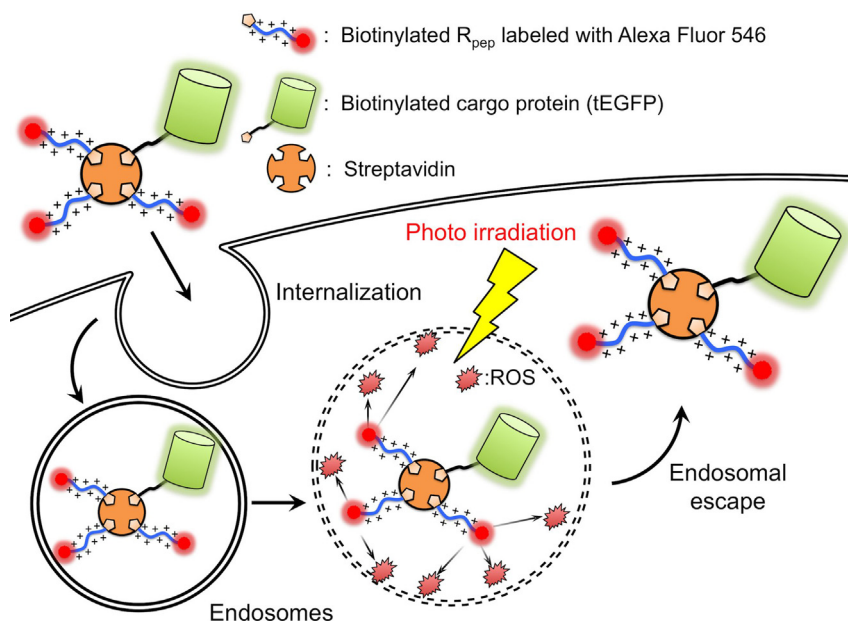 : Biotinylated Rpep labeled with Alexa Fluor 546
: Biotinylated cargo protein (tEGFP)
: Streptavidin
Photo irradiation
Internalization
:ROS
Endosomal
escape
Endosomes